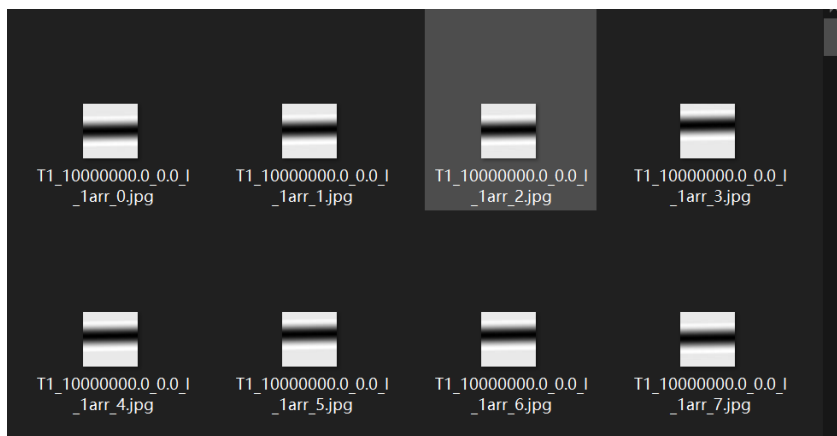 T1_10000000.0_0.0_I
_1arr_0.jpg
T1_10000000.0_0.0_I
_1arr_1.jpg
T1_10000000.0_0.0_I
_1arr_2.jpg
T1_10000000.0_0.0_I
_1arr_3.jpg
T1_10000000.0_0.0_I
_1arr_4.jpg
T1_10000000.0_0.0_I
_1arr_5.jpg
T1_10000000.0_0.0_I
_1arr_6.jpg
T1_10000000.0_0.0_I
_1arr_7.jpg